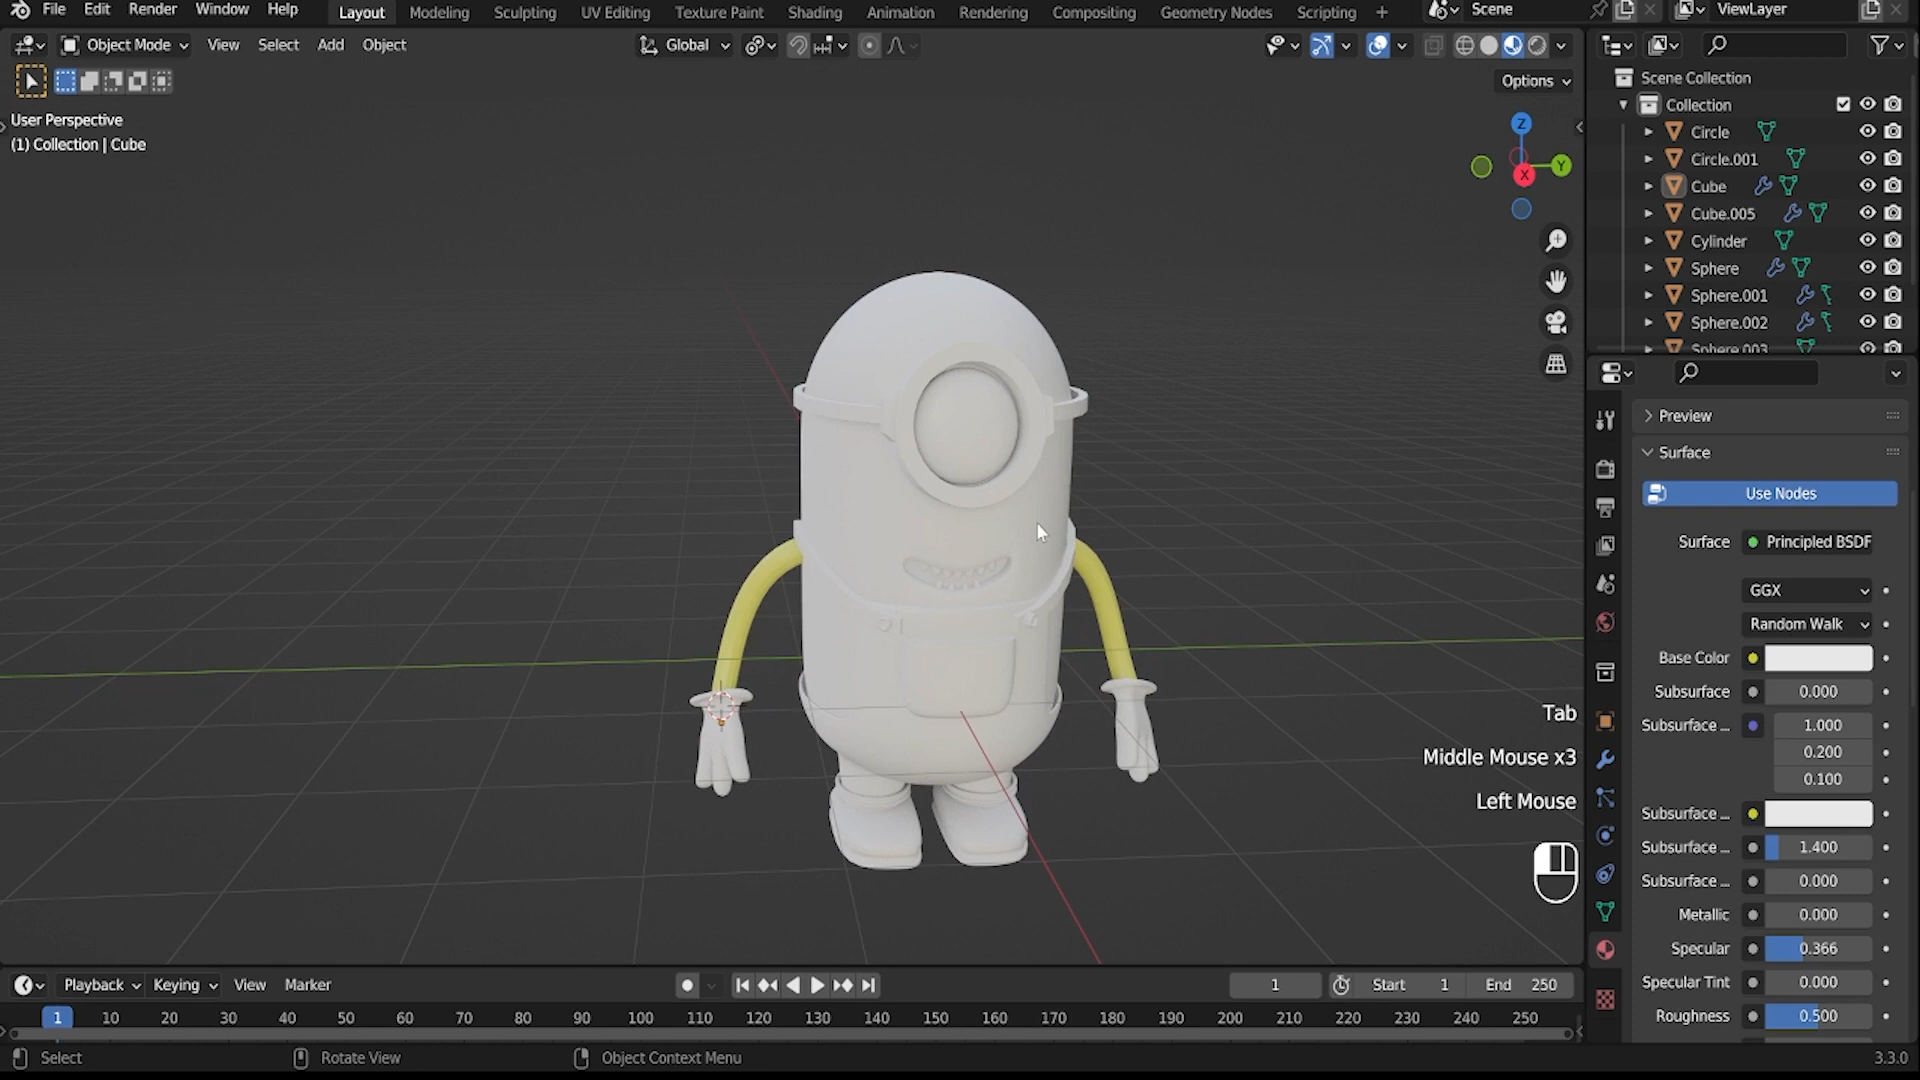 File Edit Render Window Help Layout Modeling Sculpting UV Editing Texture Paint Shading Animation Rendering Compositing Geometry Nodes Scripting + Scene ViewLayer
Object Mode View Select Add Object Global
Options
User Perspective
(1) Collection | Cube
Z
Y
X
Scene Collection
Collection
Circle
Circle.001
Cube
Cube.005
Cylinder
Sphere
Sphere.001
Sphere.002
Sphere.003
Preview
Surface
Use Nodes
Surface Principled BSDF
GGX
Random Walk
Base Color
Subsurface 0.000
Subsurface ... 1.000
0.200
0.100
Subsurface ...
Subsurface ... 1.400
Subsurface ... 0.000
Metallic 0.000
Specular 0.366
Specular Tint 0.000
Roughness 0.500
Tab
Middle Mouse x3
Left Mouse
Playback Keying View Marker 1 Start 1 End 250
1 10 20 30 40 50 60 70 80 90 100 110 120 130 140 150 160 170 180 190 200 210 220 230 240 250
Select Rotate View Object Context Menu 3.3.0